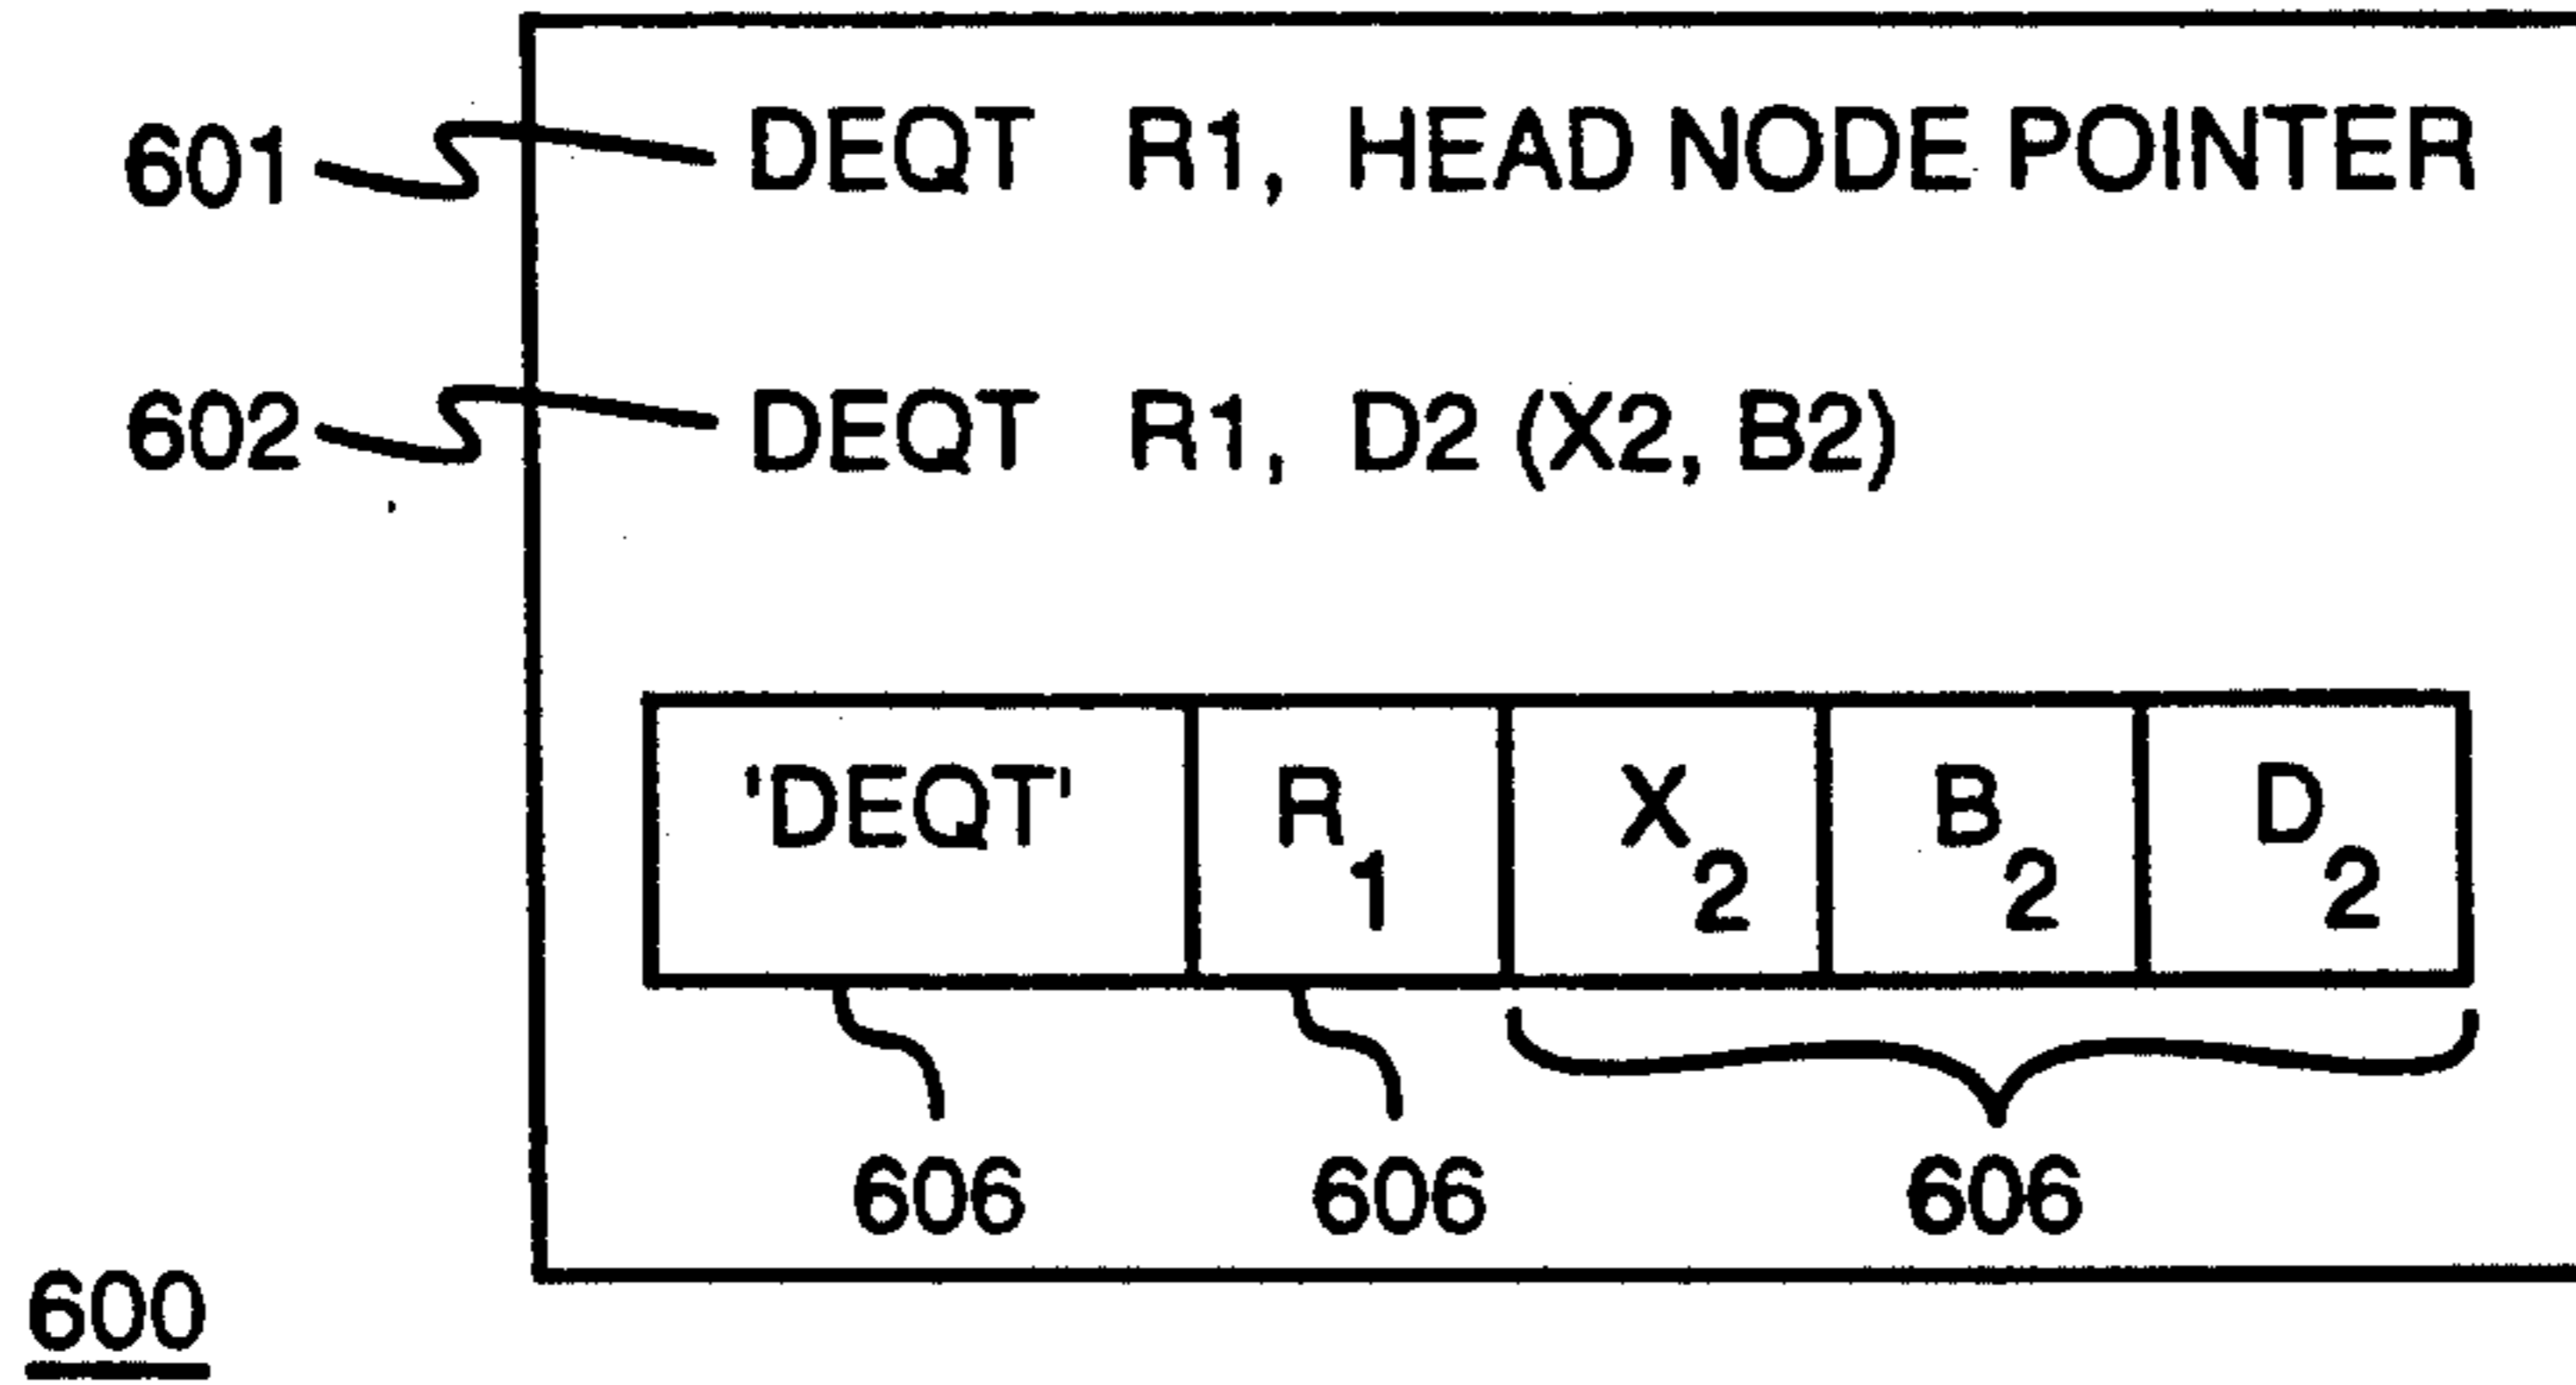 601 DEQT R1, HEAD NODE POINTER
602 DEQT R1, D2 (X2, B2)
'DEQT' R1 X2 B2 D2
606 606 606
600